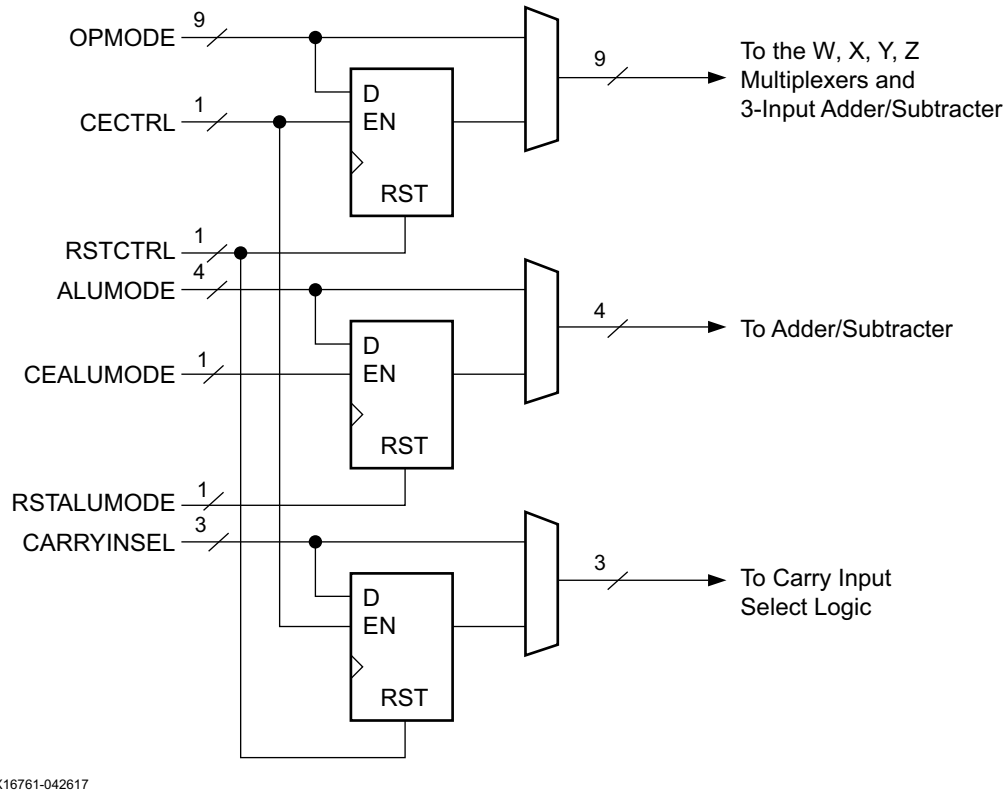 OPMODE 9
CECTRL 1
D
EN
RST
9
To the W, X, Y, Z
Multiplexers and
3-Input Adder/Subtracter
RSTCTRL 1
ALUMODE 4
CEALUMODE 1
D
EN
RST
4
To Adder/Subtracter
RSTALUMODE 1
CARRYINSEL 3
D
EN
RST
3
To Carry Input
Select Logic
X16761-042617